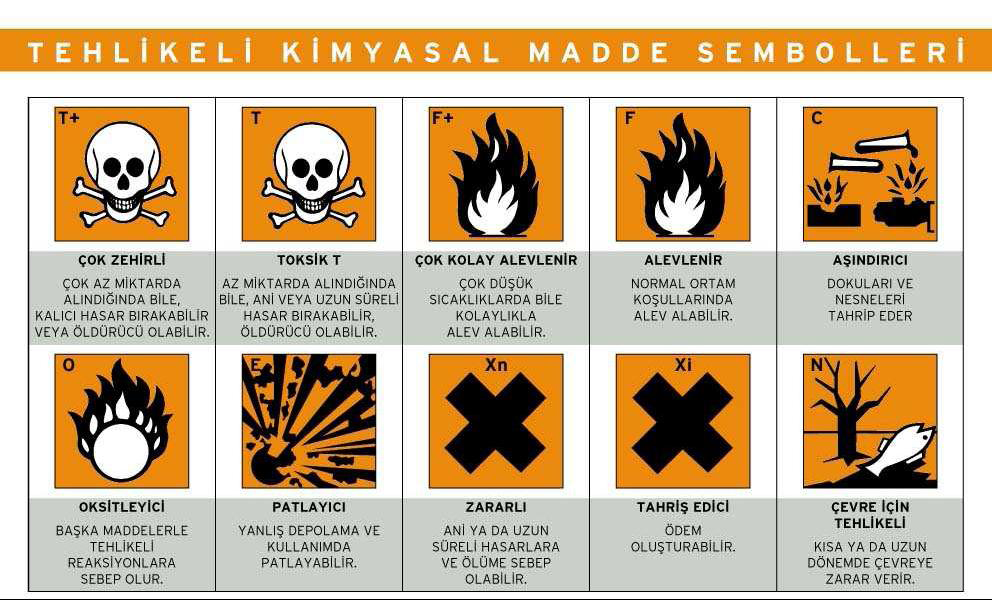 TEHLİKELİ KİMYASAL MADDE SEMBOLLERİ
T+
ÇOK ZEHİRLİ
ÇOK AZ MİKTARDA
ALINDIĞINDA BİLE,
KALICI HASAR BIRAKABİLİR
VEYA ÖLDÜRÜCÜ OLABİLİR.
T
TOKSİK T
AZ MİKTARDA ALINDIĞINDA
BİLE, ANİ VEYA UZUN SÜRELİ
HASAR BIRAKABİLİR,
ÖLDÜRÜCÜ OLABİLİR.
F+
ÇOK KOLAY ALEVLENİR
ÇOK DÜŞÜK
SICAKLIKLARDA BİLE
KOLAYLIKLA
ALEV ALABİLİR.
F
ALEVLENİR
NORMAL ORTAM
KOŞULLARINDA
ALEV ALABİLİR.
C
AŞINDIRICI
DOKULARI VE
NESNELERİ
TAHRİP EDER
O
OKSİTLEYİCİ
BAŞKA MADDELERLE
TEHLİKELİ
REAKSİYONLARA
SEBEP OLUR.
E
PATLAYICI
YANLIŞ DEPOLAMA VE
KULLANIMDA
PATLAYABİLİR.
Xn
ZARARLI
ANİ YA DA UZUN
SÜRELİ HASARLARA
VE ÖLÜME SEBEP
OLABİLİR.
Xi
TAHRİŞ EDİCİ
ÖDEM
OLUŞTURABİLİR.
N
ÇEVRE İÇİN
TEHLİKELİ
KISA YA DA UZUN
DÖNEMDE ÇEVREYE
ZARAR VERİR.